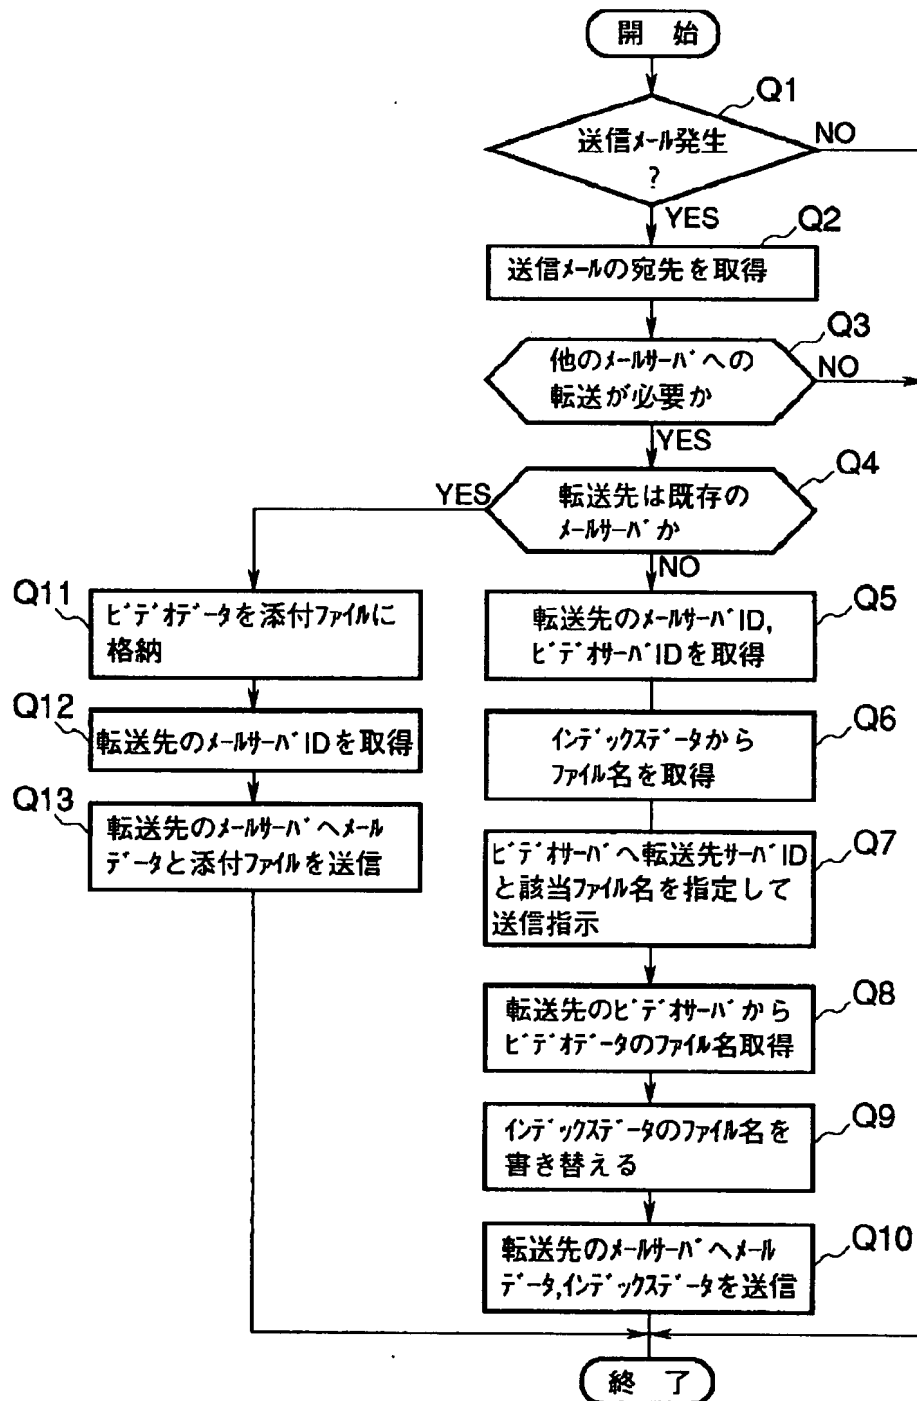 開 始
Q1
送信メール発生
?
NO
YES
Q2
送信メールの宛先を取得
Q3
他のメールサーバへの
転送が必要か
NO
YES
Q4
転送先は既存の
メールサーバか
YES
NO
Q11
ビデオデータを添付ファイルに
格納
Q12
転送先のメールサーバIDを取得
Q13
転送先のメールサーバへメール
データと添付ファイルを送信
Q5
転送先のメールサーバID,
ビデオサーバIDを取得
Q6
インデックスデータから
ファイル名を取得
Q7
ビデオサーバへ転送先サーバID
と該当ファイル名を指定して
送信指示
Q8
転送先のビデオサーバから
ビデオデータのファイル名取得
Q9
インデックスデータのファイル名を
書き替える
Q10
転送先のメールサーバへメール
データ,インデックスデータを送信
終 了